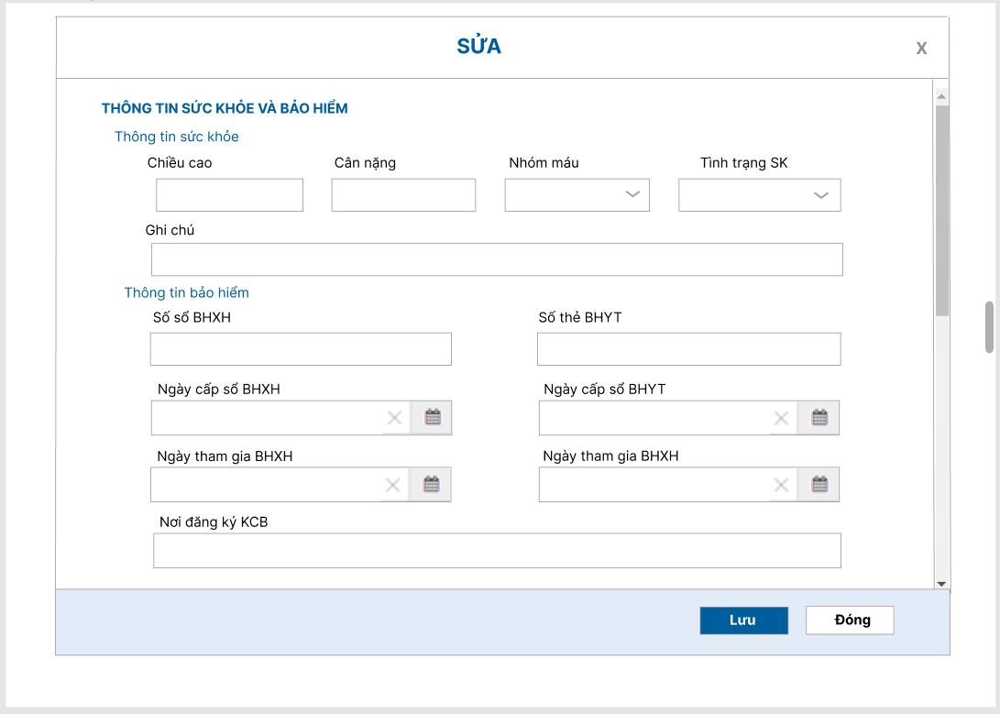 SỬA
X
THÔNG TIN SỨC KHỎE VÀ BẢO HIỂM
Thông tin sức khỏe
Chiều cao Cân nặng Nhóm máu Tình trạng SK
Ghi chú
Thông tin bảo hiểm
Số sổ BHXH Số thẻ BHYT
Ngày cấp sổ BHXH Ngày cấp sổ BHYT
Ngày tham gia BHXH Ngày tham gia BHXH
Nơi đăng ký KCB
Lưu Đóng